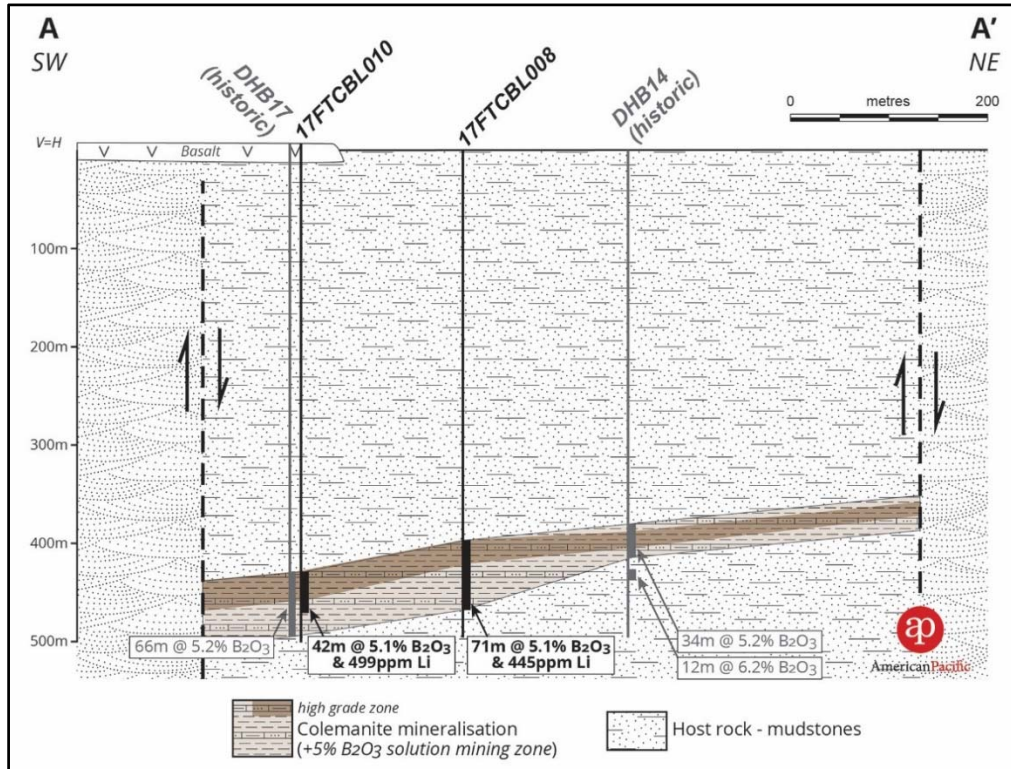 A
SW
DHB17
(historic)
17FTCBL010
17FTCBL008
DHB14
(historic)
A'
NE
0 metres 200
V=H
Basalt
100m
200m
300m
400m
500m
66m @ 5.2% B₂O₃
42m @ 5.1% B₂O₃
& 499ppm Li
71m @ 5.1% B₂O₃
& 445ppm Li
34m @ 5.2% B₂O₃
12m @ 6.2% B₂O₃
ap
AmericanPacific
high grade zone
Colemanite mineralisation
(+5% B₂O₃ solution mining zone)
Host rock - mudstones